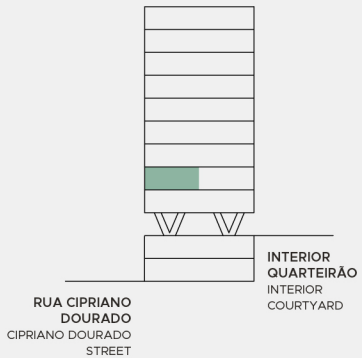 INTERIOR
QUARTEIRÃO
INTERIOR
COURTYARD
RUA CIPRIANO
DOURADO
CIPRIANO DOURADO
STREET